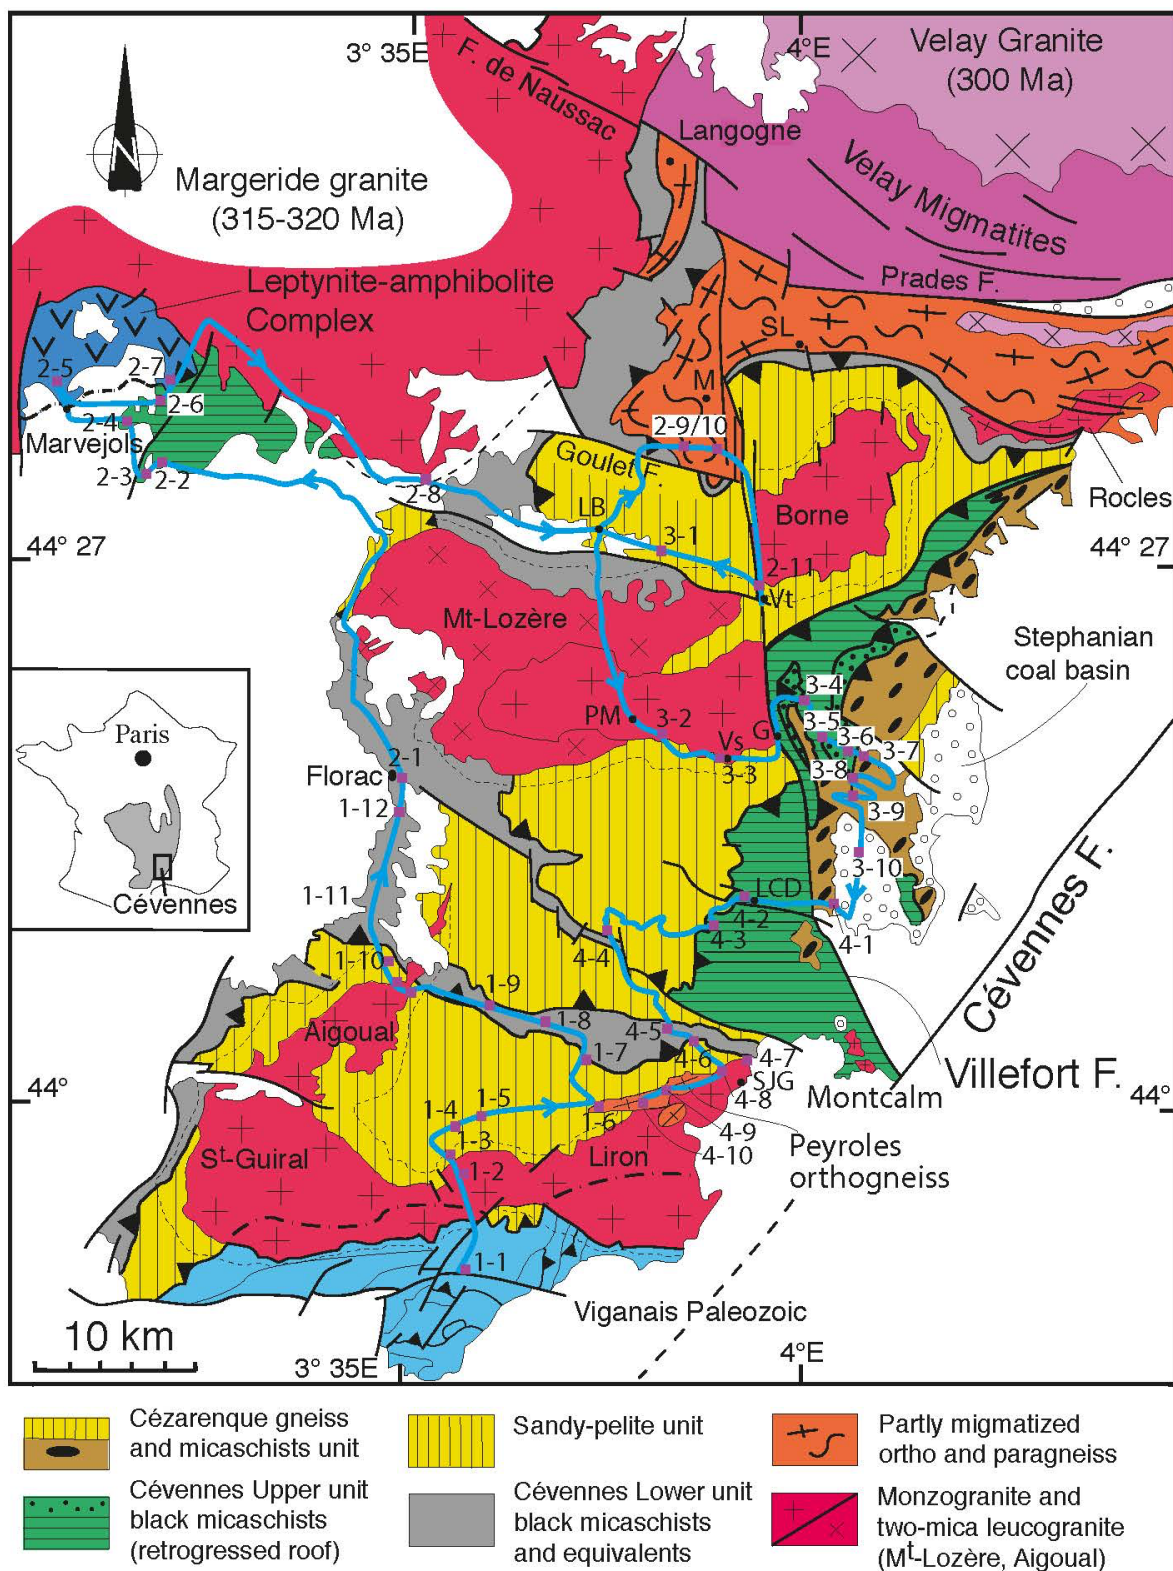 3° 35
E
4°E
Velay Granite
(300 Ma)
F. de Naussac
Langogne
N
Margeride granite
(315-320 Ma)
Velay Migmatites
Prades F.
Leptynite-amphibolite
Complex
SL
2-5
2-7
2-6
M
2-4
Marvejols
2-9/10
2-3
2-2
Goulet F.
2-8
Rocles
LB
Borne
3-1
44° 27
44° 27
2-11
Vt
Mt-Lozère
Stephanian
coal basin
Paris
3-4
PM
3-5
3-2
G
3-6
Vs
3-7
3-3
2-1
3-8
Florac
1-12
3-9
3-10
1-11
LCD
Cévennes
4-2
4-3
4-1
4-4
1-10
Cévennes F.
1-9
Aigoual
1-8
4-5
1-7
4-6
4-7
SJG
Villefort F.
44°
44°
4-8
Montcalm
1-5
1-4
1-6
4-9
1-3
4-10
Peyroles
orthogneiss
St-Guiral
1-2
Liron
1-1
Viganais Paleozoic
10 km
3° 35E
4°E
Cézarenque gneiss
and micaschists unit
Sandy-pelite unit
Partly migmatized
ortho and paragneiss
Cévennes Upper unit
black micaschists
(retrogressed roof)
Cévennes Lower unit
black micaschists
and equivalents
Monzogranite and
two-mica leucogranite
(Mt-Lozère, Aigoual)